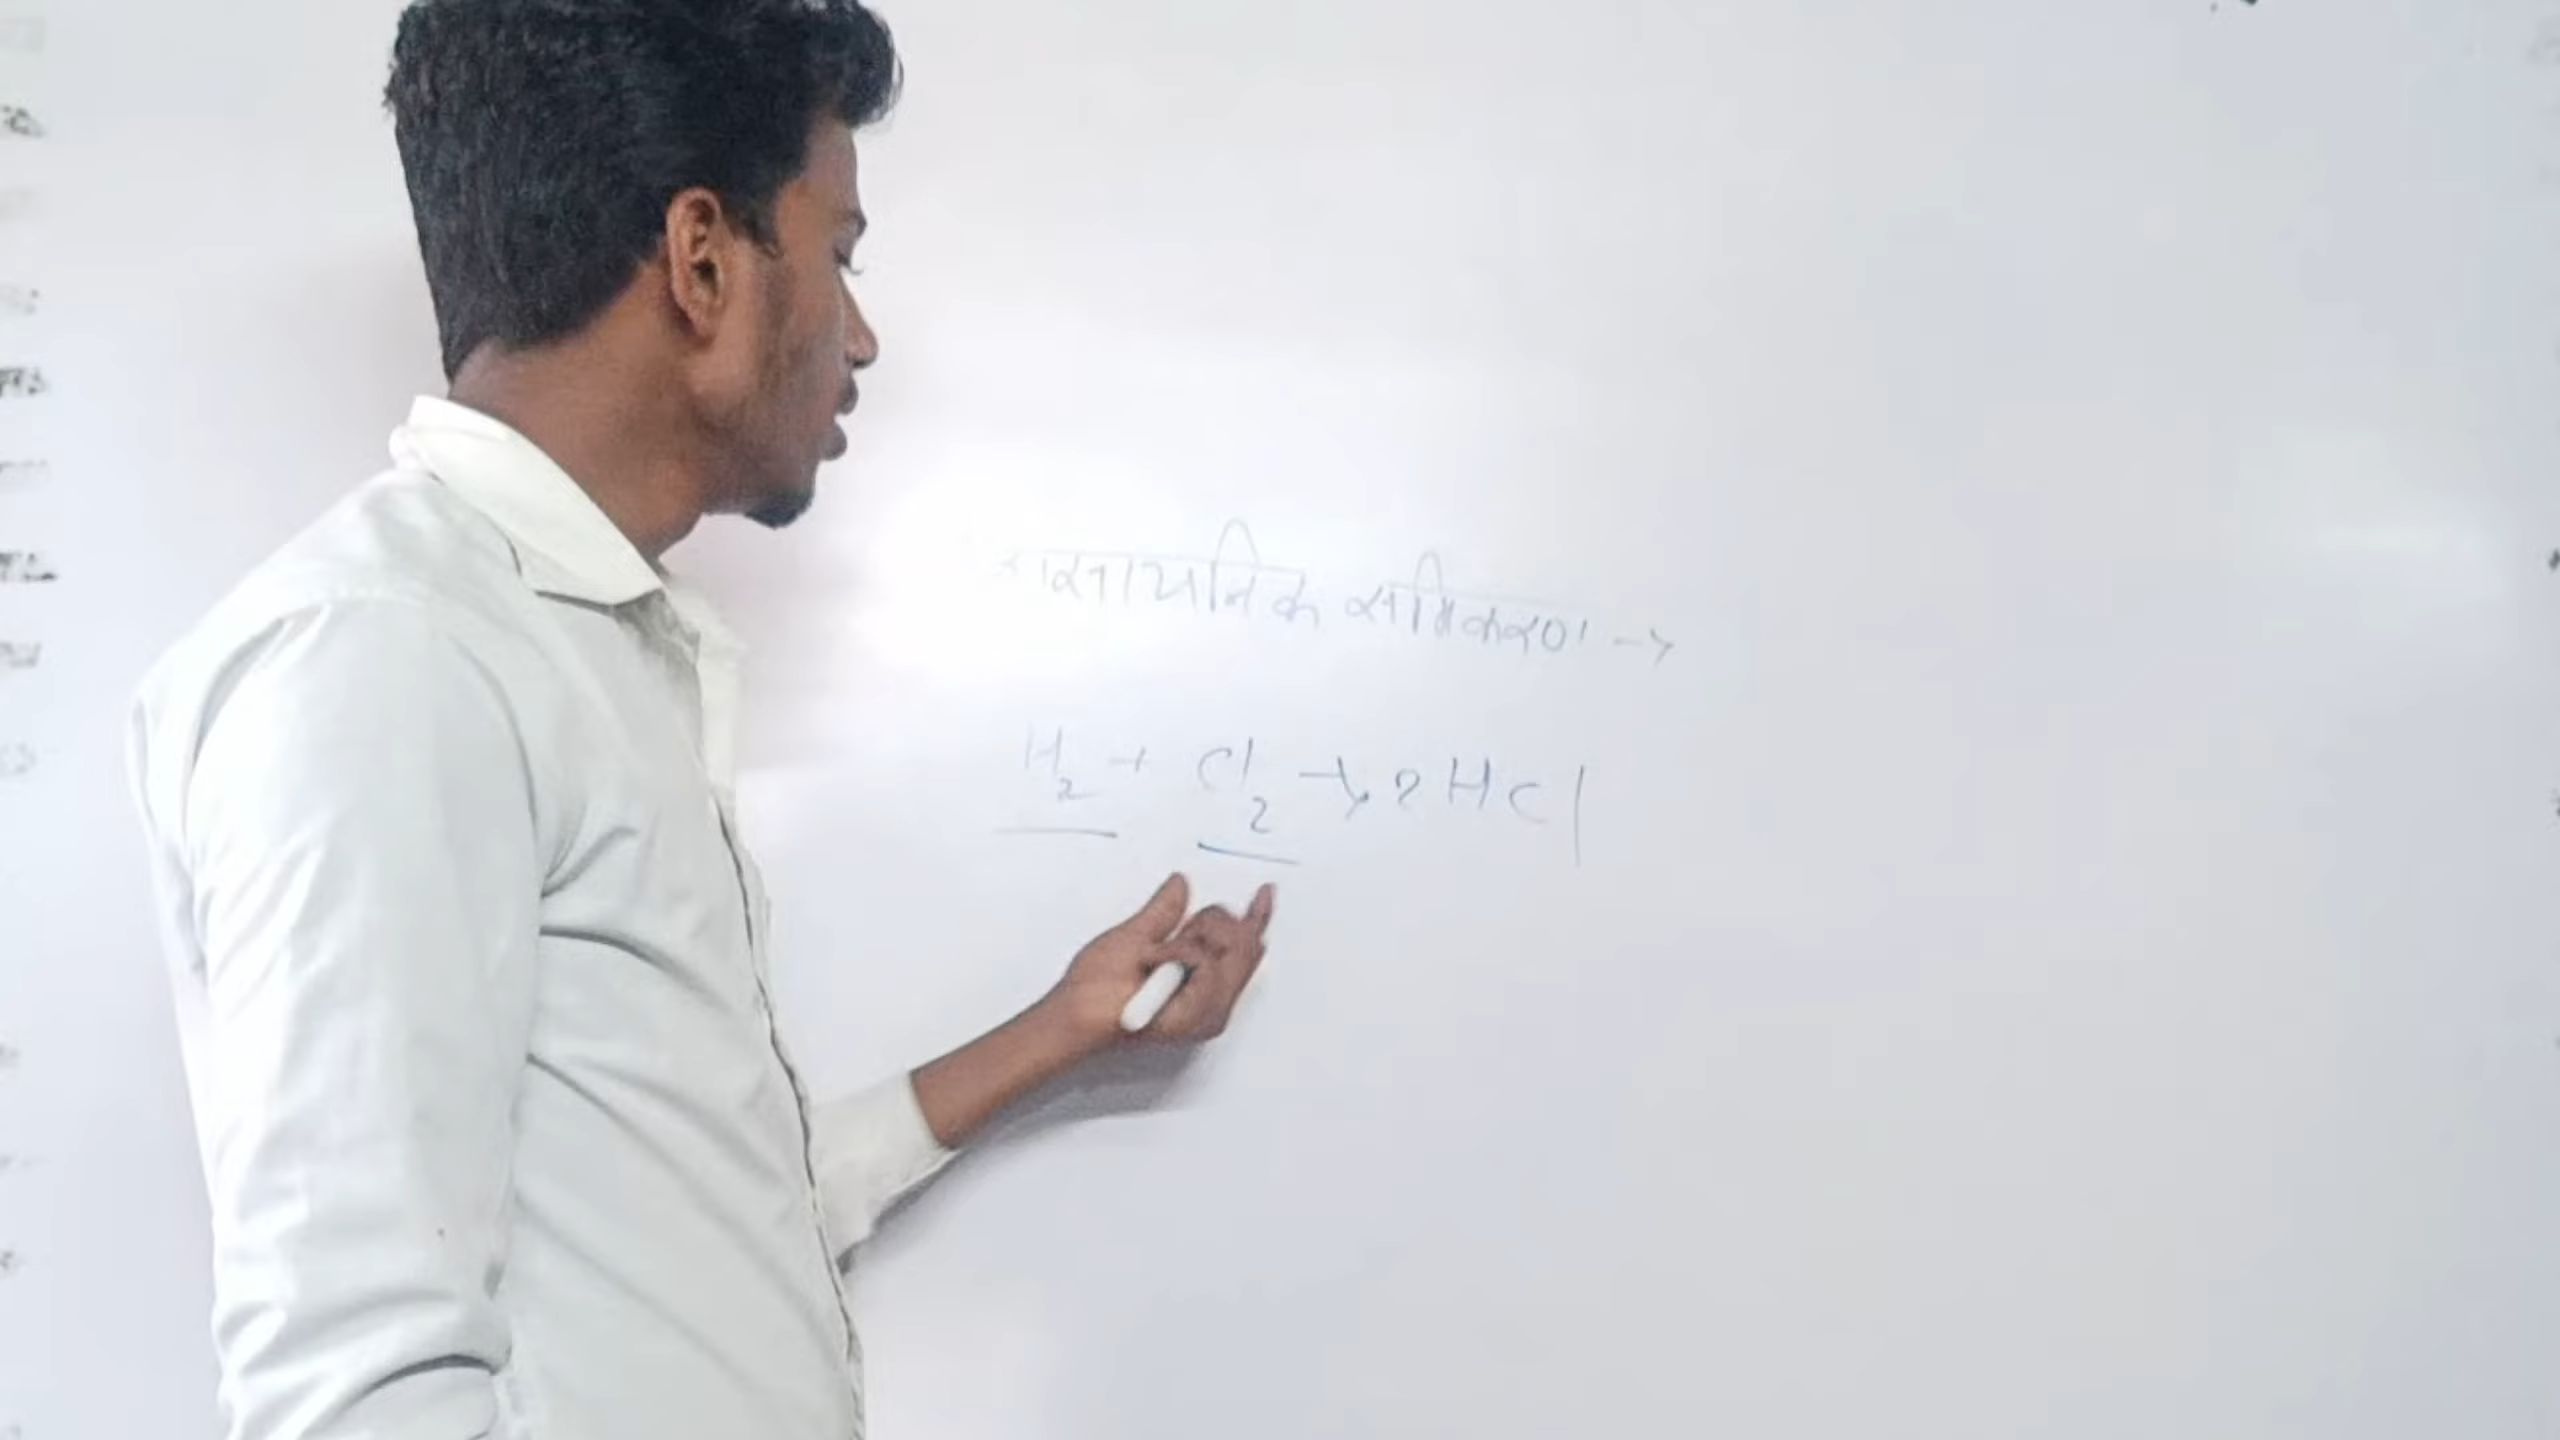 रासायनिक समिकरण →
H₂ + Cl₂ → 2HCl